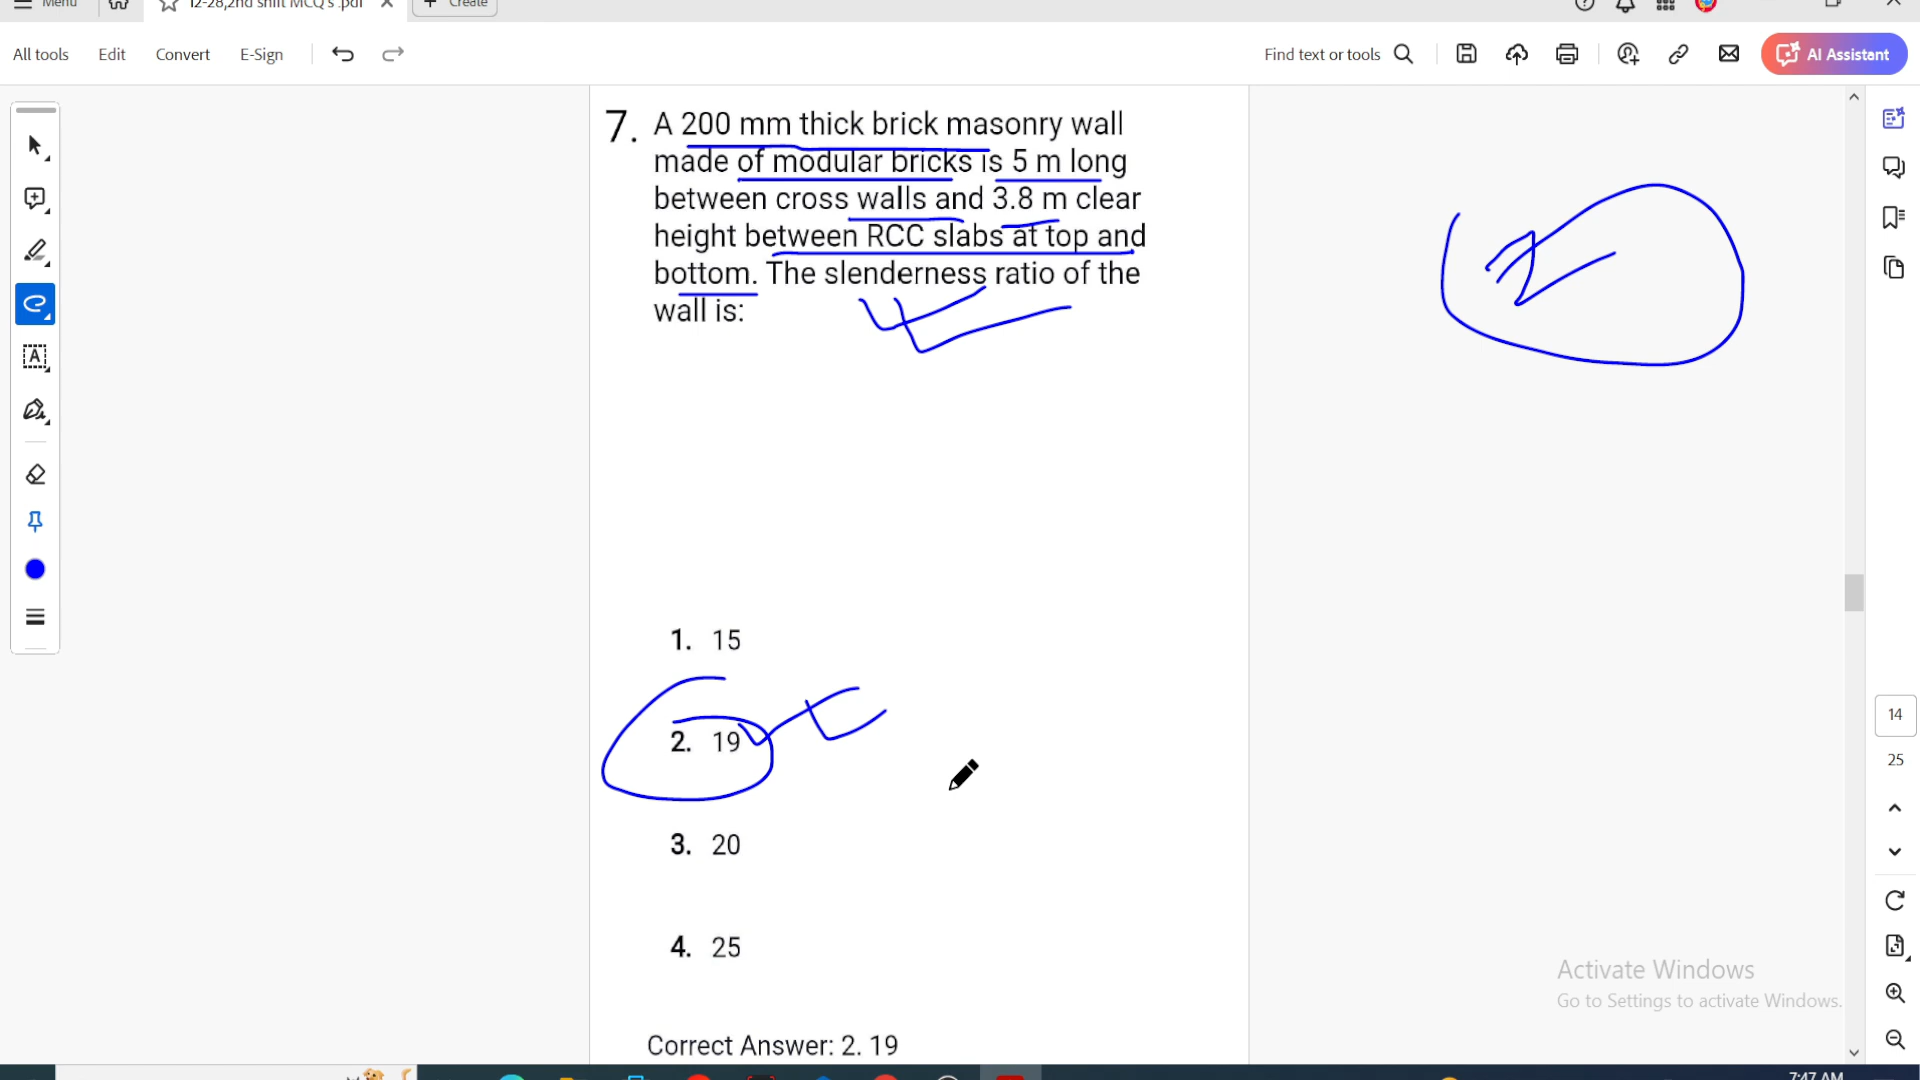 Menu
12-28,2nd shift MCQ's .pdf
Create
All tools
Edit
Convert
E-Sign
Find text or tools
AI Assistant
7. A 200 mm thick brick masonry wall
made of modular bricks is 5 m long
between cross walls and 3.8 m clear
height between RCC slabs at top and
bottom. The slenderness ratio of the
wall is:
1. 15
2. 19
3. 20
4. 25
Correct Answer: 2. 19
14
25
Activate Windows
Go to Settings to activate Windows.
7:47 AM